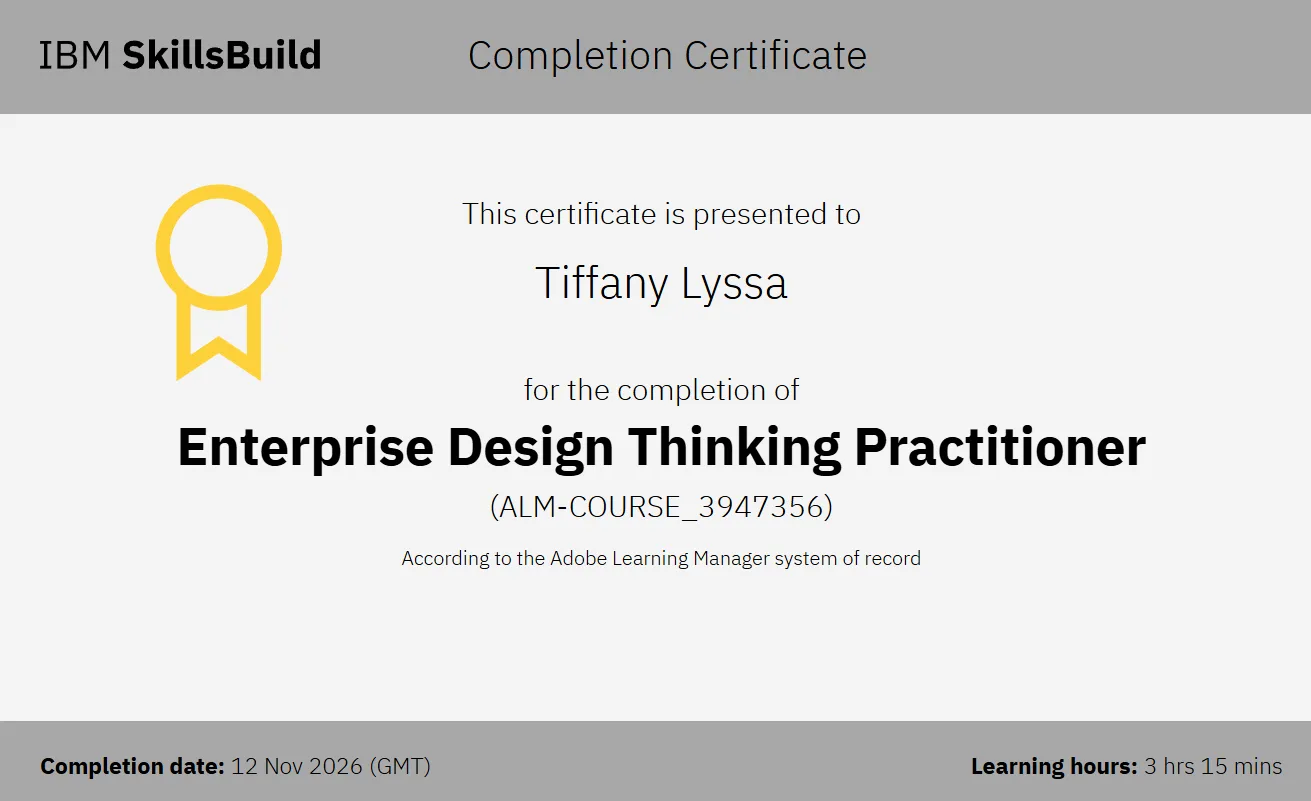 IBM SkillsBuild
Completion Certificate
This certificate is presented to
Tiffany Lyssa
for the completion of
Enterprise Design Thinking Practitioner
(ALM-COURSE_3947356)
According to the Adobe Learning Manager system of record
Completion date: 12 Nov 2026 (GMT)
Learning hours: 3 hrs 15 mins